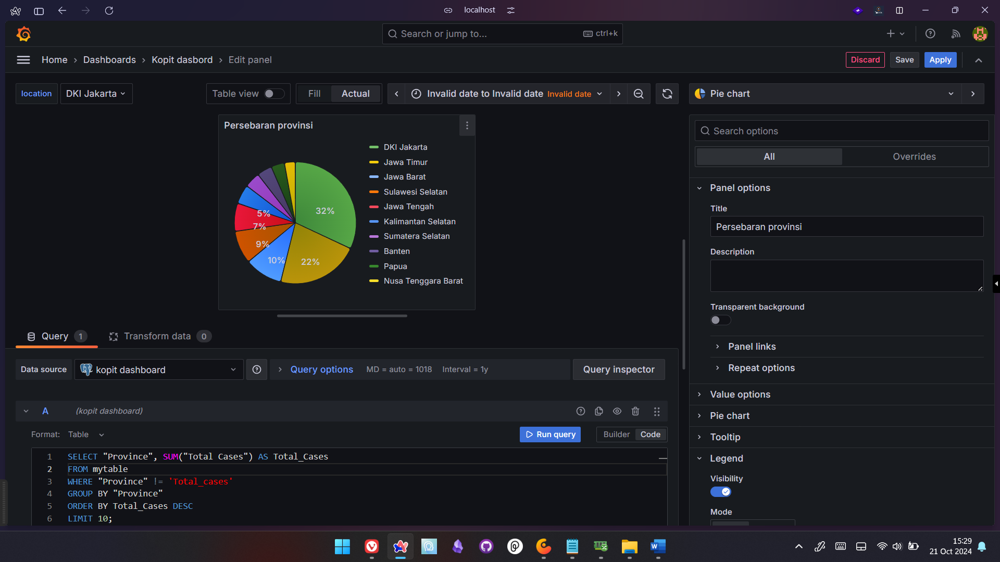 localhost
Search or jump to...
ctrl+k
Home › Dashboards › Kopit dasbord › Edit panel
Discard
Save
Apply
location
DKI Jakarta
Table view
Fill
Actual
Invalid date to Invalid date Invalid date
Pie chart
Persebaran provinsi
DKI Jakarta
Jawa Timur
Jawa Barat
Sulawesi Selatan
Jawa Tengah
Kalimantan Selatan
Sumatera Selatan
Banten
Papua
Nusa Tenggara Barat
32%
5%
7%
9%
10%
22%
Search options
All
Overrides
Panel options
Title
Persebaran provinsi
Description
Transparent background
Panel links
Repeat options
Value options
Pie chart
Tooltip
Legend
Visibility
Mode
Query 1
Transform data 0
Data source
kopit dashboard
Query options MD = auto = 1018 Interval = 1y
Query inspector
A (kopit dashboard)
Format: Table
Run query
Builder
Code
1 SELECT "Province", SUM("Total Cases") AS Total_Cases
2 FROM mytable
3 WHERE "Province" != 'Total_cases'
4 GROUP BY "Province"
5 ORDER BY Total_Cases DESC
6 LIMIT 10;
15:29
21 Oct 2024